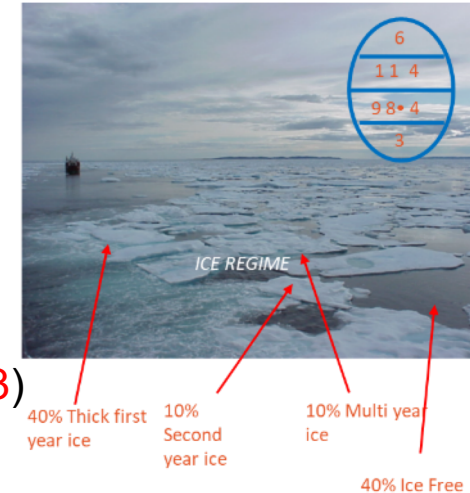 6
1 1 4
9 8• 4
3
ICE REGIME
3)
40% Thick first
year ice
10%
Second
year ice
10% Multi year
ice
40% Ice Free